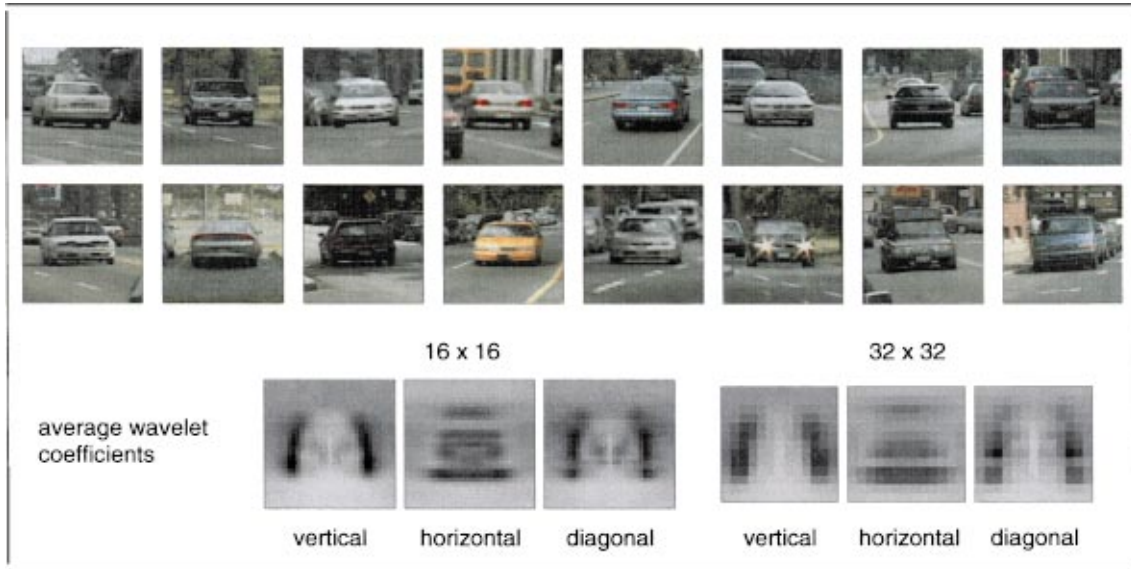 16 x 16
32 x 32
average wavelet
coefficients
vertical
horizontal
diagonal
vertical
horizontal
diagonal